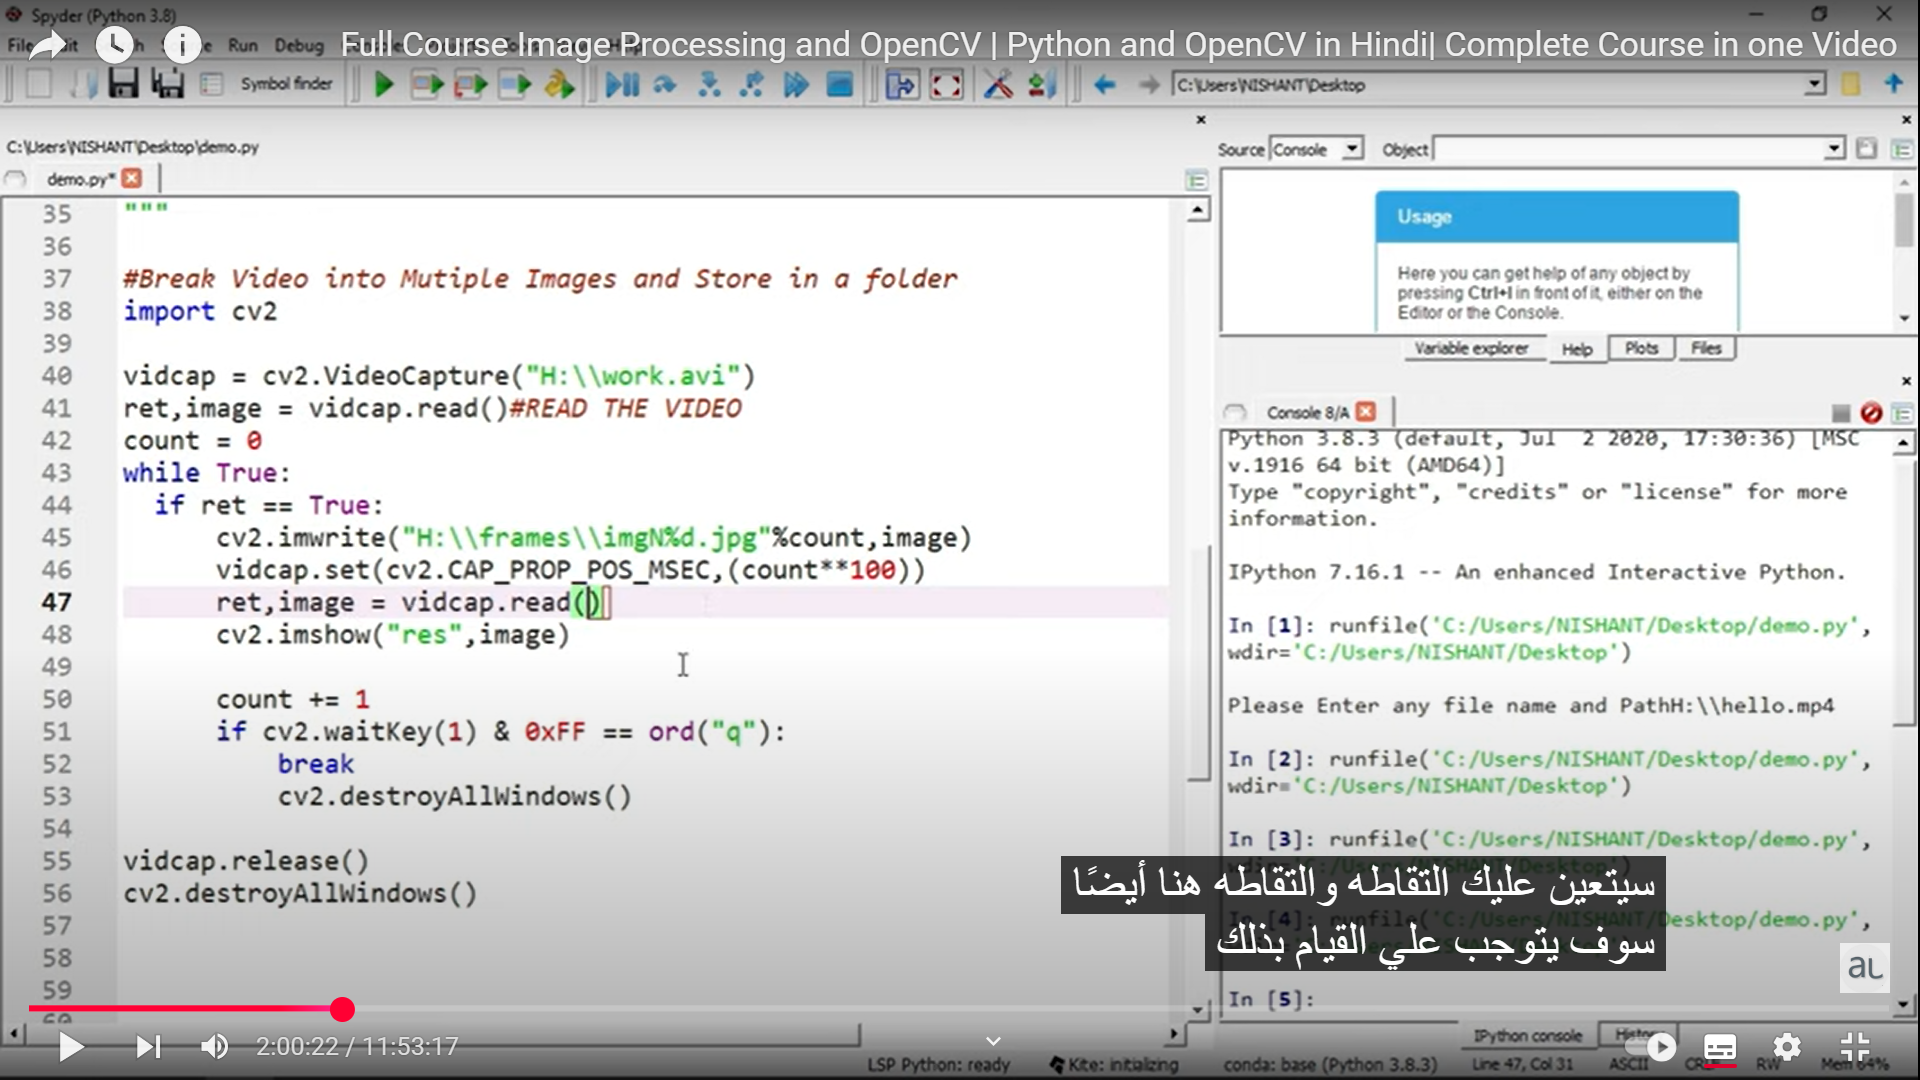 Spyder (Python 3.8)
Full Course Image Processing and OpenCV | Python and OpenCV in Hindi| Complete Course in one Video
Run Debug
Symbol finder
C:\Users\NISHANT\Desktop
C:\Users\NISHANT\Desktop\demo.py
demo.py*
35 """
36
37 #Break Video into Mutiple Images and Store in a folder
38 import cv2
39
40 vidcap = cv2.VideoCapture("H:\\work.avi")
41 ret,image = vidcap.read()#READ THE VIDEO
42 count = 0
43 while True:
44 if ret == True:
45 cv2.imwrite("H:\\frames\\imgN%d.jpg"%count,image)
46 vidcap.set(cv2.CAP_PROP_POS_MSEC,(count**100))
47 ret,image = vidcap.read()
48 cv2.imshow("res",image)
49
50 count += 1
51 if cv2.waitKey(1) & 0xFF == ord("q"):
52 break
53 cv2.destroyAllWindows()
54
55 vidcap.release()
56 cv2.destroyAllWindows()
57
58
59
60
Source Console Object
Usage
Here you can get help of any object by
pressing Ctrl+I in front of it, either on the
Editor or the Console.
Variable explorer Help Plots Files
Console 8/A
Python 3.8.3 (default, Jul 2 2020, 17:30:36) [MSC
v.1916 64 bit (AMD64)]
Type "copyright", "credits" or "license" for more
information.
IPython 7.16.1 -- An enhanced Interactive Python.
In [1]: runfile('C:/Users/NISHANT/Desktop/demo.py',
wdir='C:/Users/NISHANT/Desktop')
Please Enter any file name and PathH:\\hello.mp4
In [2]: runfile('C:/Users/NISHANT/Desktop/demo.py',
wdir='C:/Users/NISHANT/Desktop')
In [3]: runfile('C:/Users/NISHANT/Desktop/demo.py',
سيتعين عليك التقاطه والتقاطه هنا أيضًا
In [4]: runfile('C:/Users/NISHANT/Desktop/demo.py',
سوف يتوجب علي القيام بذلك
aL
In [5]:
IPython console
2:00:22 / 11:53:17
LSP Python: ready Kite: initializing conda: base (Python 3.8.3) Line 47, Col 31 ASCII RW Mem 64%